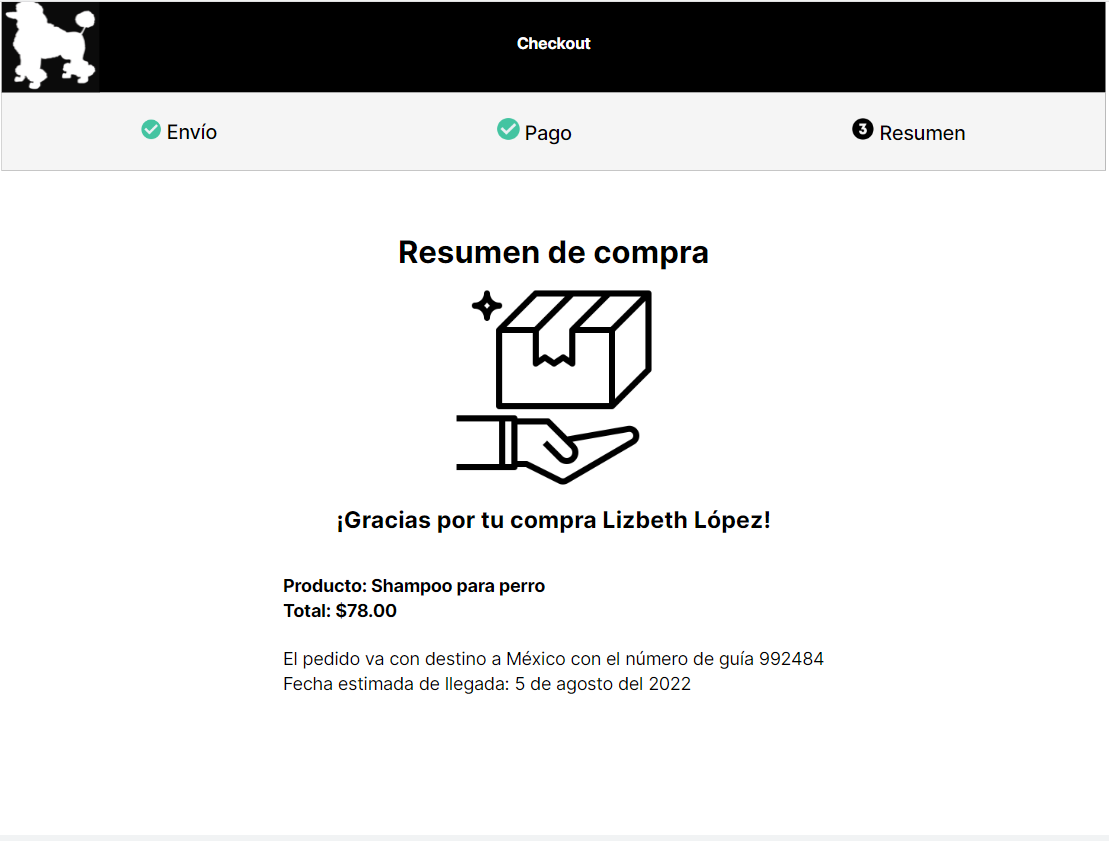 Checkout
Envío
Pago
3 Resumen
Resumen de compra
¡Gracias por tu compra Lizbeth López!
Producto: Shampoo para perro
Total: $78.00
El pedido va con destino a México con el número de guía 992484
Fecha estimada de llegada: 5 de agosto del 2022